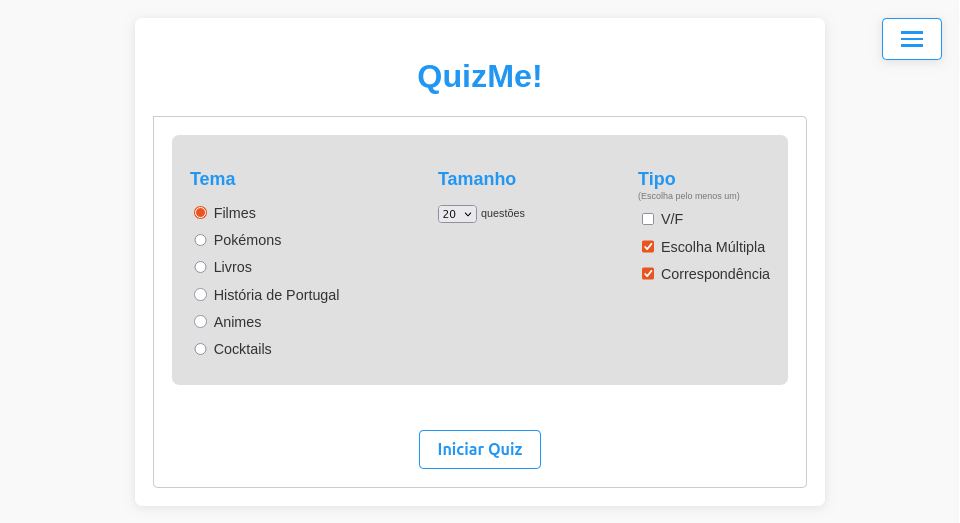 QuizMe!
Tema
Filmes
Pokémons
Livros
História de Portugal
Animes
Cocktails
Tamanho
20 questões
Tipo
(Escolha pelo menos um)
V/F
Escolha Múltipla
Correspondência
Iniciar Quiz